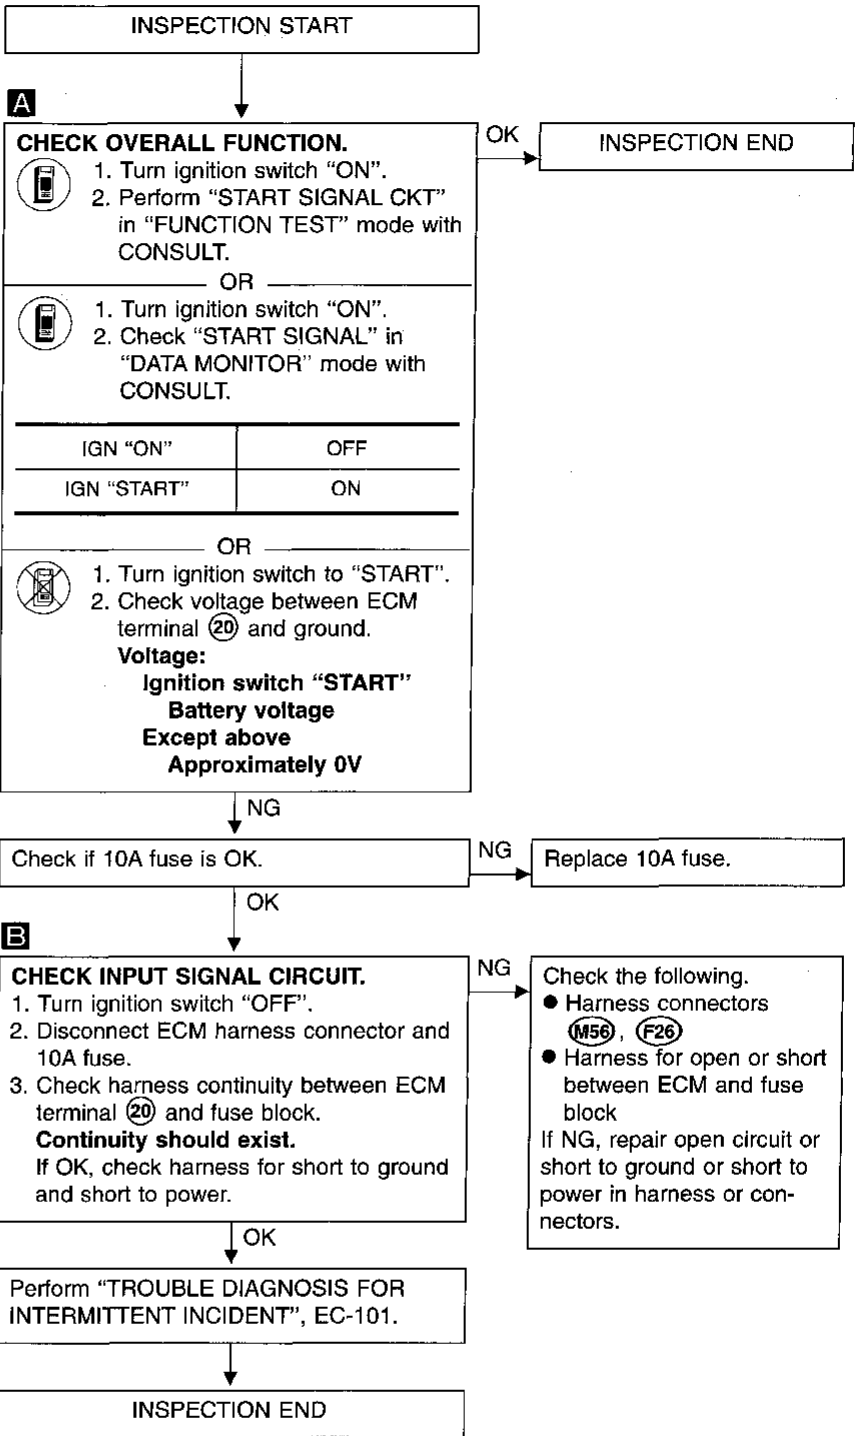 INSPECTION START
A
CHECK OVERALL FUNCTION.
1. Turn ignition switch “ON”.
2. Perform “START SIGNAL CKT”
in “FUNCTION TEST” mode with
CONSULT.
OR
1. Turn ignition switch “ON”.
2. Check “START SIGNAL” in
“DATA MONITOR” mode with
CONSULT.
IGN “ON” OFF
IGN “START” ON
OR
1. Turn ignition switch to “START”.
2. Check voltage between ECM
terminal 20 and ground.
Voltage:
Ignition switch “START”
Battery voltage
Except above
Approximately 0V
OK
INSPECTION END
NG
Check if 10A fuse is OK.
NG
Replace 10A fuse.
OK
B
CHECK INPUT SIGNAL CIRCUIT.
1. Turn ignition switch “OFF”.
2. Disconnect ECM harness connector and
10A fuse.
3. Check harness continuity between ECM
terminal 20 and fuse block.
Continuity should exist.
If OK, check harness for short to ground
and short to power.
NG
Check the following.
● Harness connectors
M56, F26
● Harness for open or short
between ECM and fuse
block
If NG, repair open circuit or
short to ground or short to
power in harness or con-
nectors.
OK
Perform “TROUBLE DIAGNOSIS FOR
INTERMITTENT INCIDENT”, EC-101.
INSPECTION END